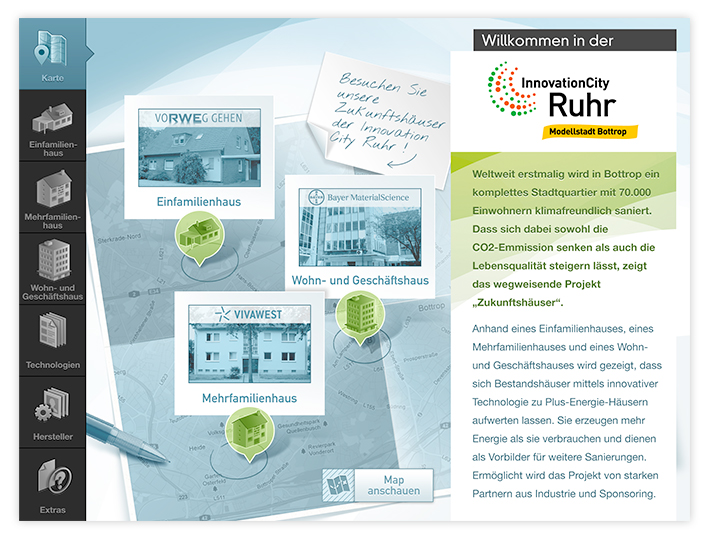 Karte
Einfamilien-
haus
Mehrfamilien-
haus
Wohn- und
Geschäftshaus
Technologien
Hersteller
Extras
VORWEG GEHEN
Einfamilienhaus
Besuchen Sie
unsere
Zukunftshäuser
der Innovation
City Ruhr!
BAYER
Bayer MaterialScience
Wohn- und Geschäftshaus
VIVAWEST
Mehrfamilienhaus
Bottrop
Heide
Map
anschauen
Willkommen in der
InnovationCity
Ruhr
Modellstadt Bottrop
Weltweit erstmalig wird in Bottrop ein
komplettes Stadtquartier mit 70.000
Einwohnern klimafreundlich saniert.
Dass sich dabei sowohl die
CO2-Emmission senken als auch die
Lebensqualität steigern lässt, zeigt
das wegweisende Projekt
„Zukunftshäuser“.
Anhand eines Einfamilienhauses, eines
Mehrfamilienhauses und eines Wohn-
und Geschäftshauses wird gezeigt, dass
sich Bestandshäuser mittels innovativer
Technologie zu Plus-Energie-Häusern
aufwerten lassen. Sie erzeugen mehr
Energie als sie verbrauchen und dienen
als Vorbilder für weitere Sanierungen.
Ermöglicht wird das Projekt von starken
Partnern aus Industrie und Sponsoring.